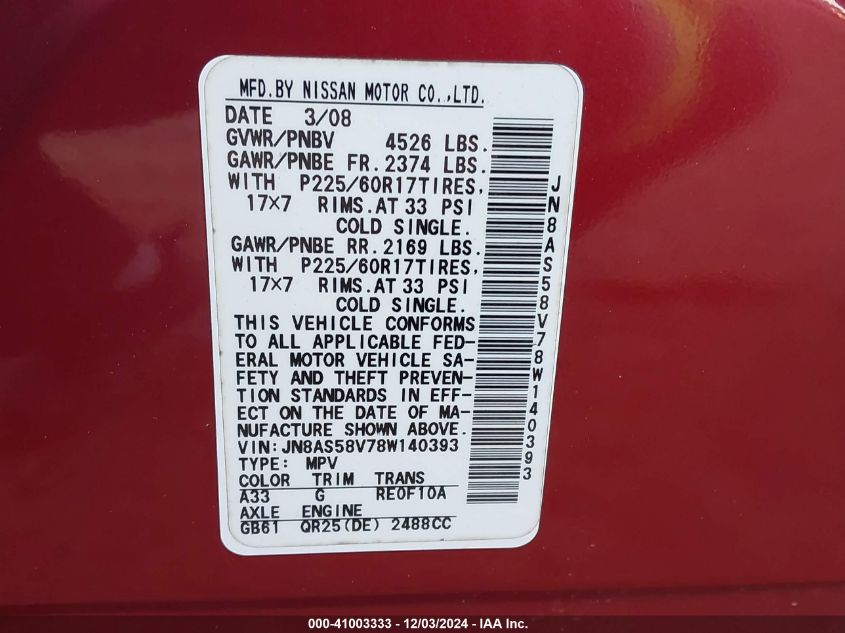 MFD.BY NISSAN MOTOR CO.,LTD.
DATE 3/08
GVWR/PNBV 4526 LBS.
GAWR/PNBE FR. 2374 LBS.
WITH P225/60R17TIRES,
17×7 RIMS.AT 33 PSI
COLD SINGLE.
GAWR/PNBE RR. 2169 LBS.
WITH P225/60R17TIRES,
17×7 RIMS.AT 33 PSI
COLD SINGLE.
THIS VEHICLE CONFORMS
TO ALL APPLICABLE FED-
ERAL MOTOR VEHICLE SA-
FETY AND THEFT PREVEN-
TION STANDARDS IN EFF-
ECT ON THE DATE OF MA-
NUFACTURE SHOWN ABOVE.
VIN:JN8AS58V78W140393
TYPE: MPV
COLOR TRIM TRANS
A33 G RE0F10A
AXLE ENGINE
GB61 QR25(DE) 2488CC
JN8AS58V78W140393
000-41003333 - 12/03/2024 - IAA Inc.